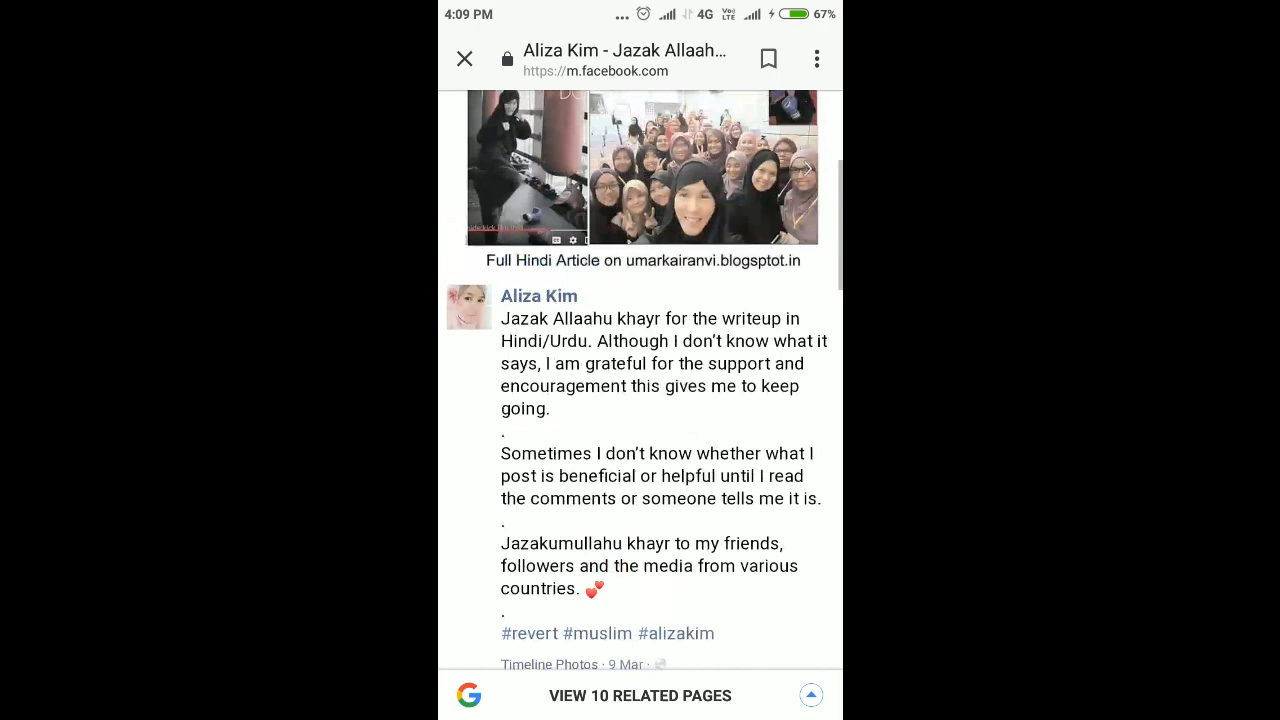 4:09 PM
4G
Vo)
LTE
67%
Aliza Kim - Jazak Allaah...
https://m.facebook.com
Full Hindi Article on umarkairanvi.blogsptot.in
Aliza Kim
Jazak Allaahu khayr for the writeup in
Hindi/Urdu. Although I don’t know what it
says, I am grateful for the support and
encouragement this gives me to keep
going.
.
Sometimes I don’t know whether what I
post is beneficial or helpful until I read
the comments or someone tells me it is.
.
Jazakumullahu khayr to my friends,
followers and the media from various
countries. 💕
.
#revert #muslim #alizakim
Timeline Photos · 9 Mar ·
VIEW 10 RELATED PAGES